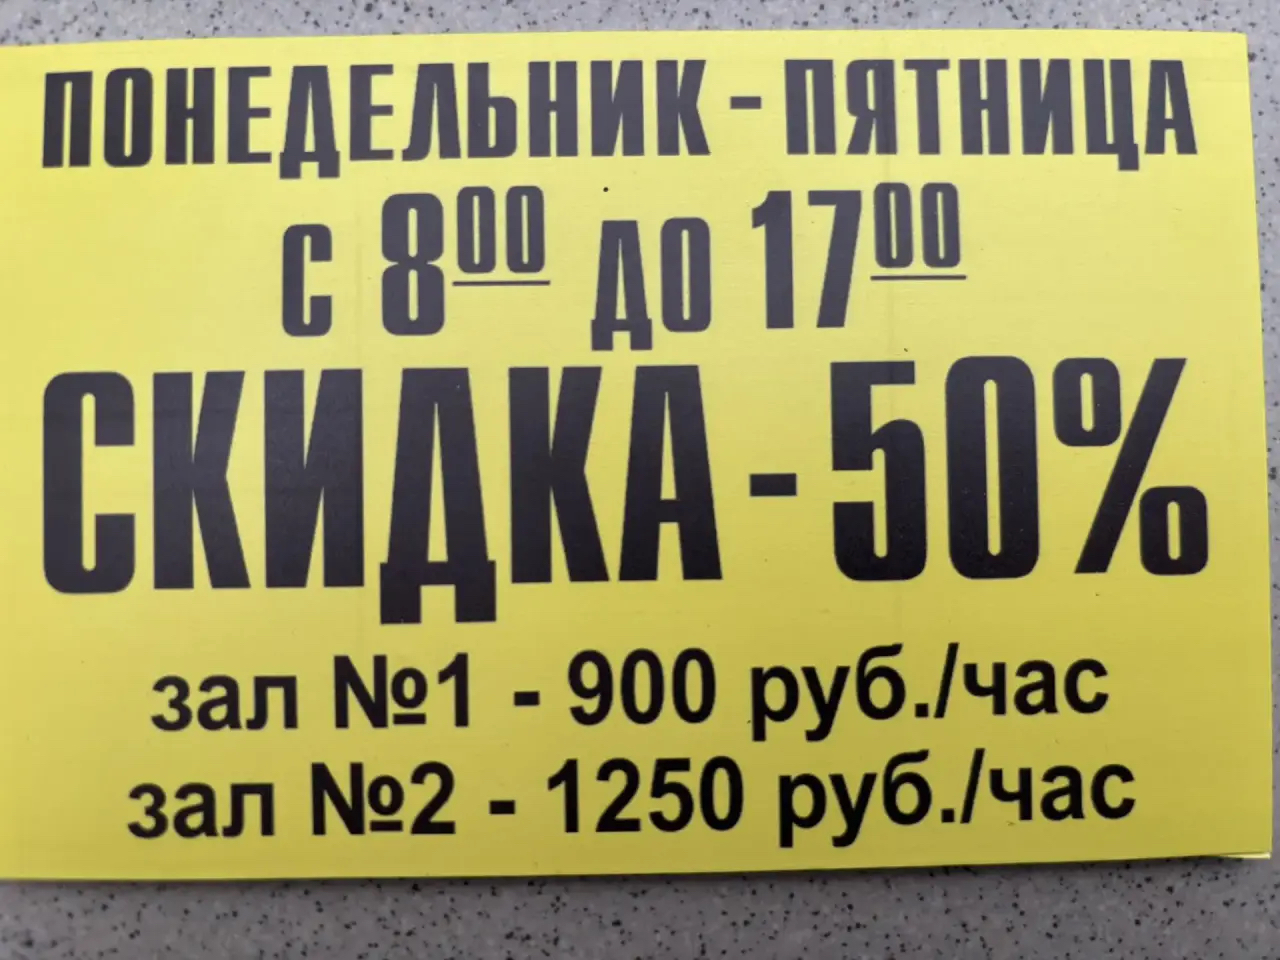 ПОНЕДЕЛЬНИК - ПЯТНИЦА
С 8⁰⁰ ДО 17⁰⁰
СКИДКА - 50%
зал №1 - 900 руб./час
зал №2 - 1250 руб./час